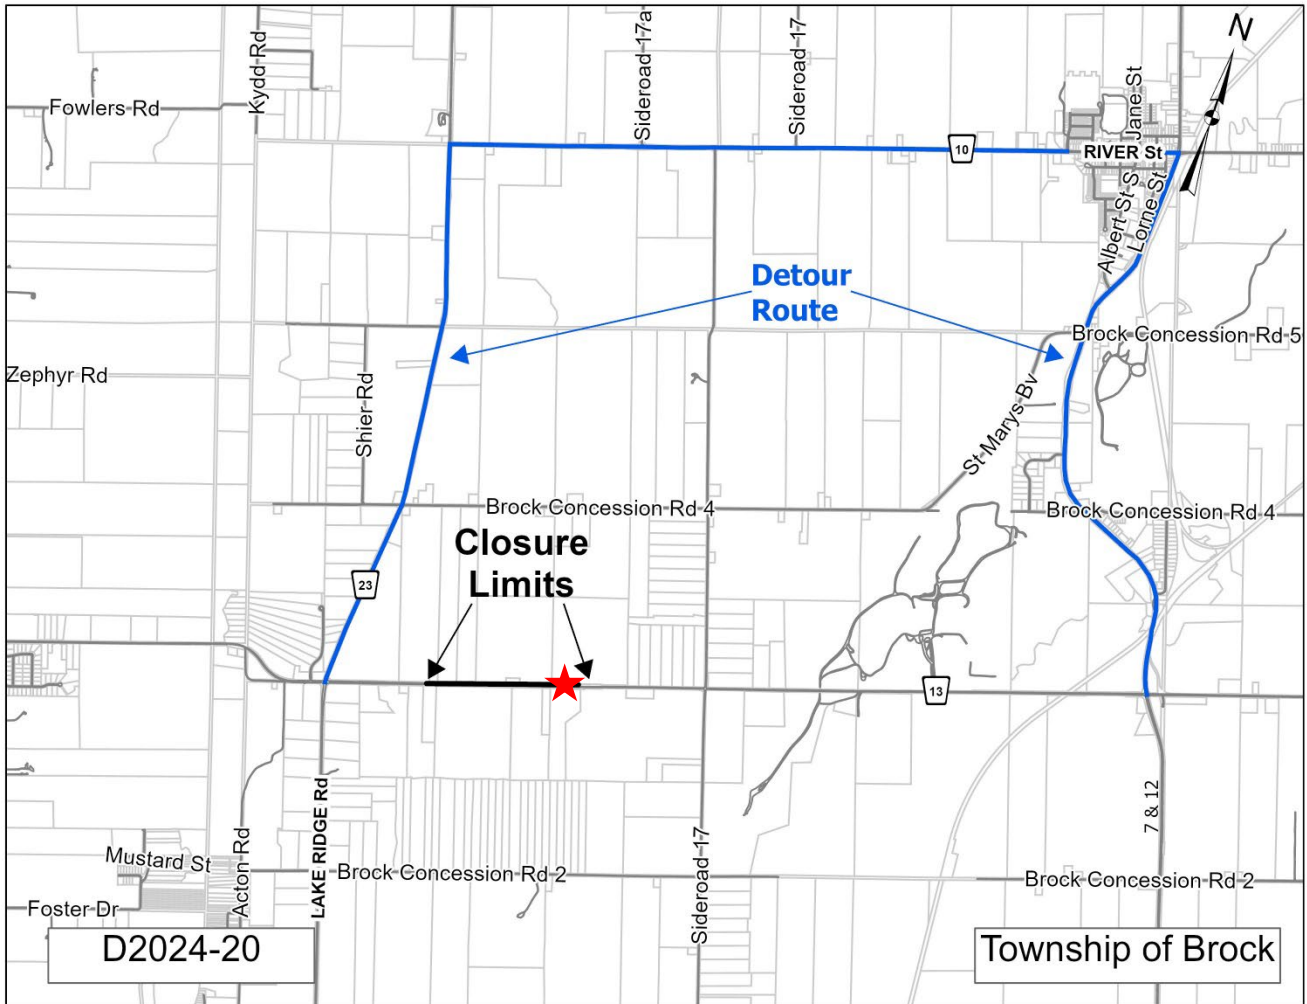 N
Kydd Rd
Sideroad 17a
Sideroad 17
Jane St
Fowlers Rd
10
RIVER St
Albert St S
Lorne St
Detour
Route
Brock Concession Rd 5
Zephyr Rd
Shier Rd
St Marys Bv
Brock Concession Rd 4
Brock Concession Rd 4
Closure
Limits
23
13
LAKE RIDGE Rd
7 & 12
Acton Rd
Sideroad 17
Mustard St
Brock Concession Rd 2
Brock Concession Rd 2
Foster Dr
D2024-20
Township of Brock